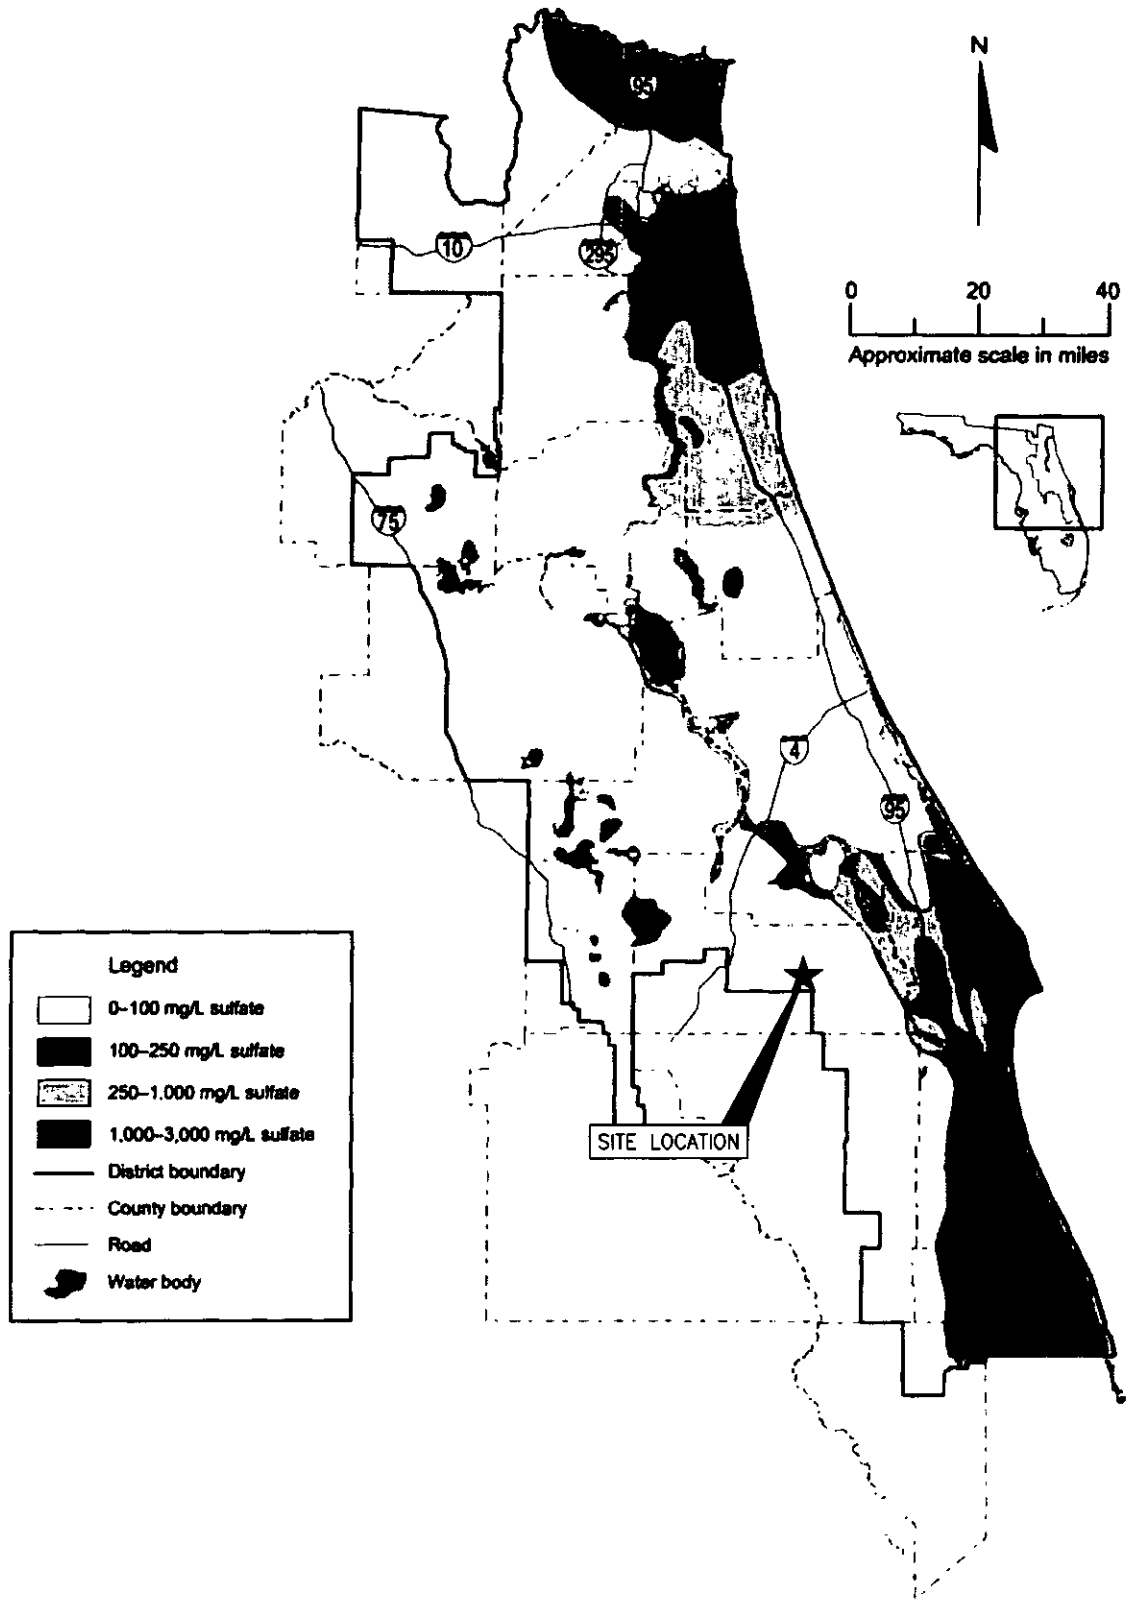 95
N
10
295
0 20 40
Approximate scale in miles
75
4
95
Legend
0–100 mg/L sulfate
100–250 mg/L sulfate
250–1,000 mg/L sulfate
1,000–3,000 mg/L sulfate
District boundary
County boundary
Road
Water body
SITE LOCATION